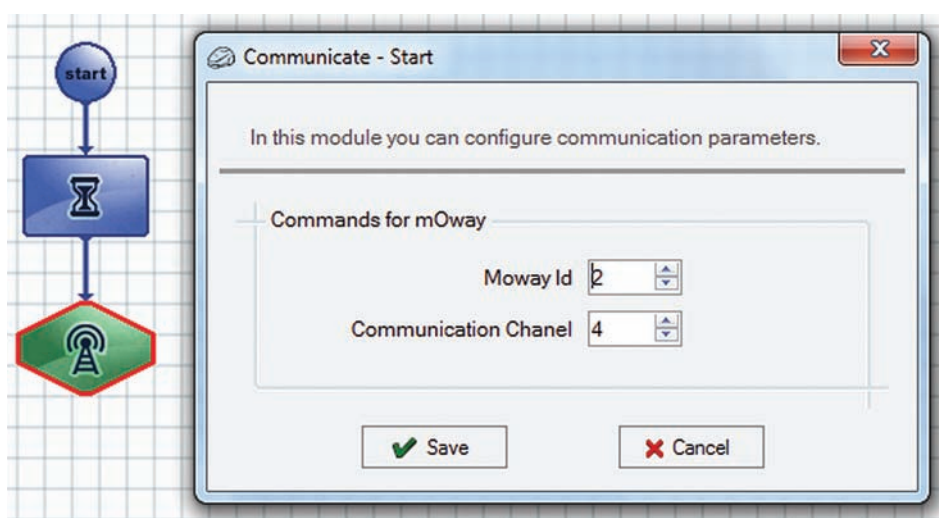 start
Communicate - Start
In this module you can configure communication parameters.
Commands for mOway
Moway Id 2
Communication Chanel 4
Save Cancel